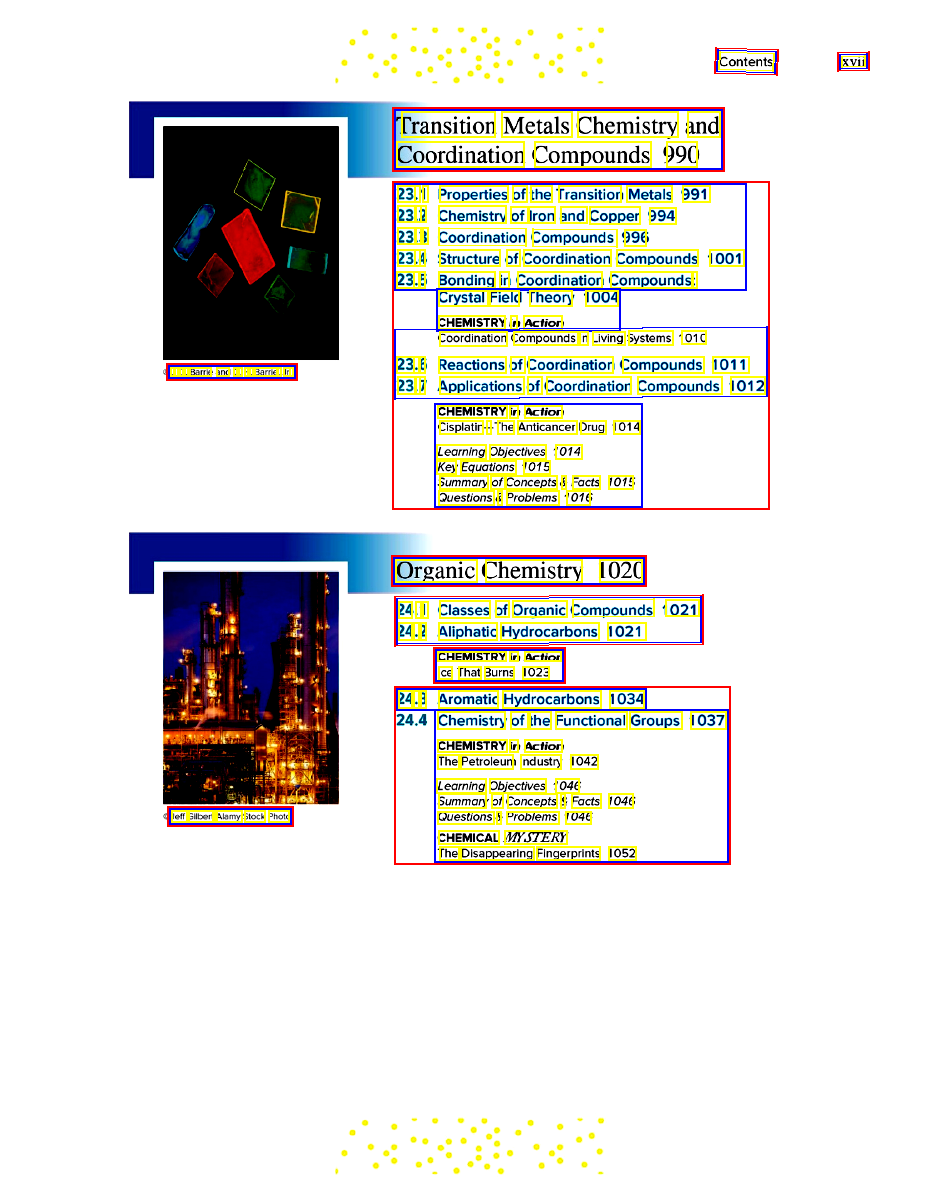 Contents xvii
Transition Metals Chemistry and
Coordination Compounds 990
23.1 Properties of the Transition Metals 991
23.2 Chemistry of Iron and Copper 994
23.3 Coordination Compounds 996
23.4 Structure of Coordination Compounds 1001
23.5 Bonding in Coordination Compounds:
Crystal Field Theory 1004
CHEMISTRY in Action
Coordination Compounds in Living Systems 1010
23.6 Reactions of Coordination Compounds 1011
23.7 Applications of Coordination Compounds 1012
CHEMISTRY in Action
Cisplatin—The Anticancer Drug 1014
Learning Objectives 1014
Key Equations 1015
Summary of Concepts & Facts 1015
Questions & Problems 1016
Barrie and Barrie, Jr.
Organic Chemistry 1020
24.1 Classes of Organic Compounds 1021
24.2 Aliphatic Hydrocarbons 1021
CHEMISTRY in Action
Ice That Burns 1023
24.3 Aromatic Hydrocarbons 1034
24.4 Chemistry of the Functional Groups 1037
CHEMISTRY in Action
The Petroleum Industry 1042
Learning Objectives 1046
Summary of Concepts & Facts 1046
Questions & Problems 1046
CHEMICAL MYSTERY
The Disappearing Fingerprints 1052
©Jeff Gilbert/Alamy Stock Photo